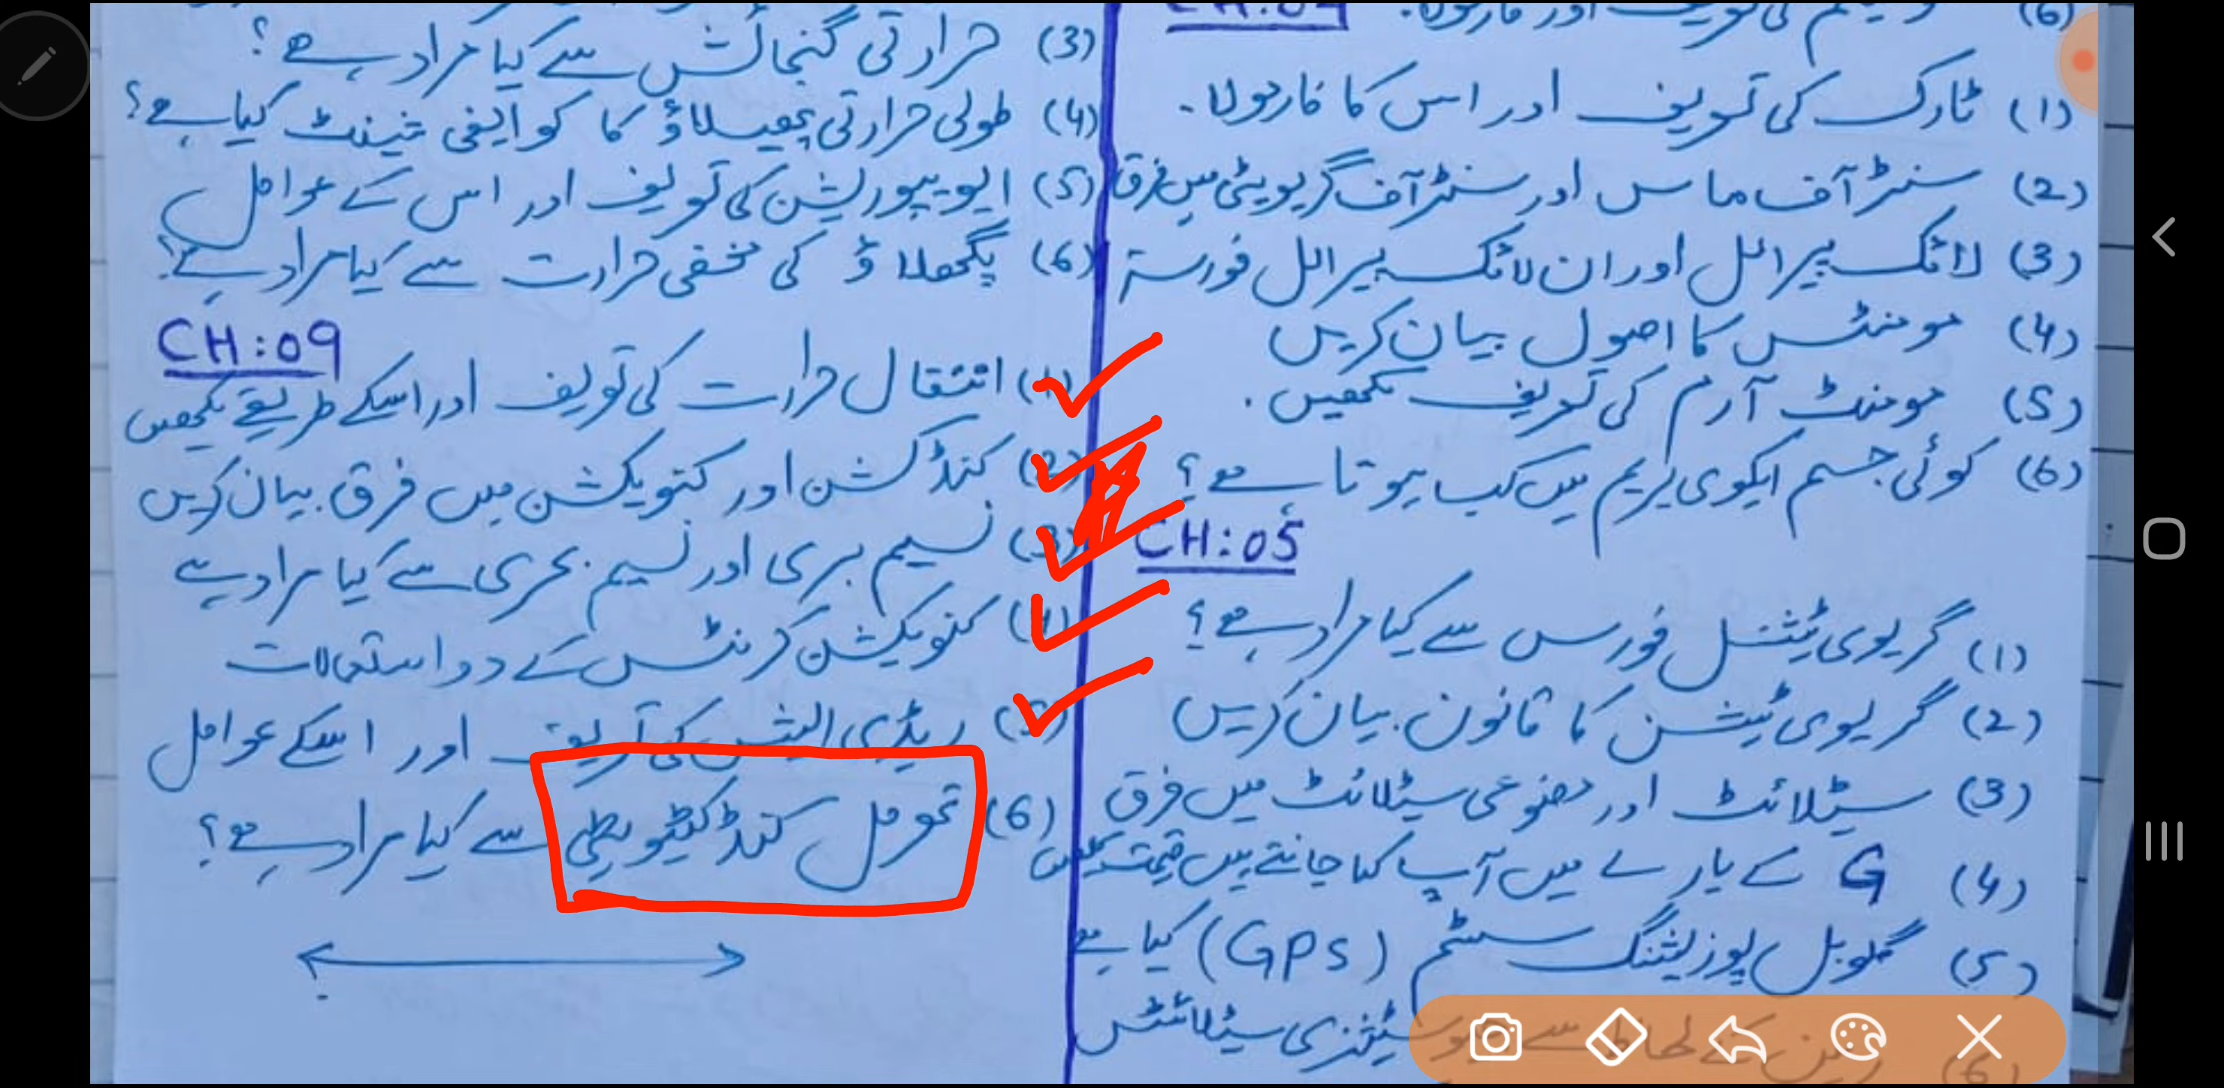 (1) ٹارک کی تعریف اور اس کا فارمولا۔
(2) سنٹر آف ماس اور سنٹر آف گریویٹی میں فرق
(3) لائک پیرالل اور ان لائک پیرالل فورسز
(4) مومنٹس کا اصول بیان کریں
(5) مومنٹ آرم کی تعریف لکھیں.
(6) کوئی جسم ایکوی لبریم میں کب ہوتا ہے؟
CH:05
(1) گریوی ٹیشنل فورس سے کیا مراد ہے؟
(2) گریوی ٹیشن کا قانون بیان کریں
(3) سیٹلائٹ اور مصنوعی سیٹلائٹ میں فرق
(4) G کے بارے میں آپ کیا جانتے ہیں قیمت لکھیں
(5) گلوبل پوزیشننگ سسٹم (GPS) کیا ہے
(3) حرارتی گنجائش سے کیا مراد ہے؟
(4) طولی حرارتی پھیلاؤ کا کو ایفی شینٹ کیا ہے؟
(5) ایویپوریشن کی تعریف اور اس کے عوامل
(6) پگھلاؤ کی مخفی حرارت سے کیا مراد ہے؟
CH:09
(1) انتقال حرارت کی تعریف اور اسکے طریقے لکھیں
(2) کنڈکشن اور کنویکشن میں فرق بیان کریں
(3) نسیم بری اور نسیم بحری سے کیا مراد ہے
(4) کنویکشن کرنٹس کے دو استعمالات
(5) ریڈی ایشن کی تعریف اور اسکے عوامل
(6) تھرمل کنڈکٹیویٹی سے کیا مراد ہے؟